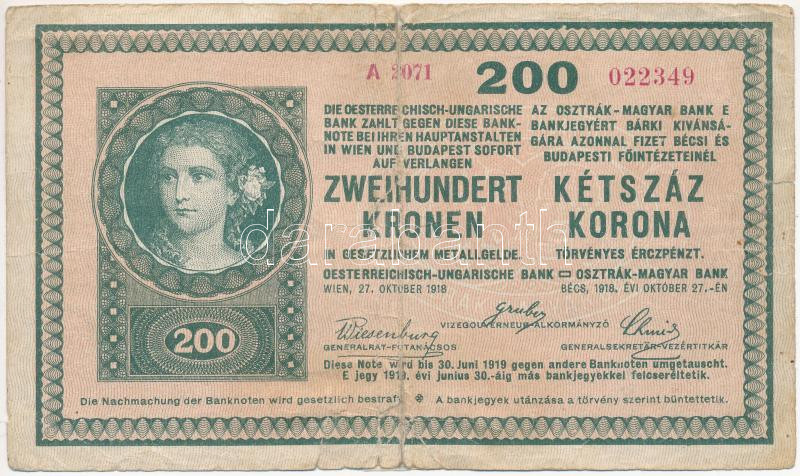 A 2071 200 022349
DIE OESTERREICHISCH-UNGARISCHE
BANK ZAHLT GEGEN DIESE BANK-
NOTE BEI IHREN HAUPTANSTALTEN
IN WIEN UND BUDAPEST SOFORT
AUF VERLANGEN
ZWEIHUNDERT
KRONEN
IN GESETZLICHEM METALLGELDE.
AZ OSZTRÁK-MAGYAR BANK E
BANKJEGYÉRT BÁRKI KIVÁNSÁ-
GÁRA AZONNAL FIZET BÉCSI ÉS
BUDAPESTI FŐINTÉZETEINÉL
KÉTSZÁZ
KORONA
TÖRVÉNYES ÉRCZPÉNZT.
OESTERREICHISCH-UNGARISCHE BANK OSZTRÁK-MAGYAR BANK
WIEN, 27. OKTOBER 1918 BÉCS, 1918. ÉVI OKTÓBER 27.-ÉN
Gruber
VIZEGOUVERNEUR-ALKORMÁNYZÓ
Wiesenburg
GENERALRAT-FŐTANÁCSOS
GENERALSEKRETÄR-VEZÉRTITKÁR
200
Diese Note wird bis 30. Juni 1919 gegen andere Banknoten umgetauscht.
E jegy 1919. évi junius 30.-áig más bankjegyekkel felcseréltetik.
Die Nachmachung der Banknoten wird gesetzlich bestraft. A bankjegyek utánzása a törvény szerint büntettetik.
darabanth